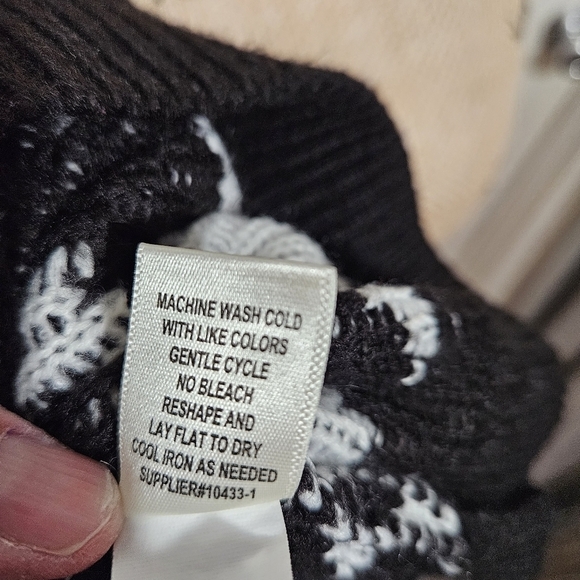 MACHINE WASH COLD
WITH LIKE COLORS
GENTLE CYCLE
NO BLEACH
RESHAPE AND
LAY FLAT TO DRY
COOL IRON AS NEEDED
SUPPLIER#10433-1